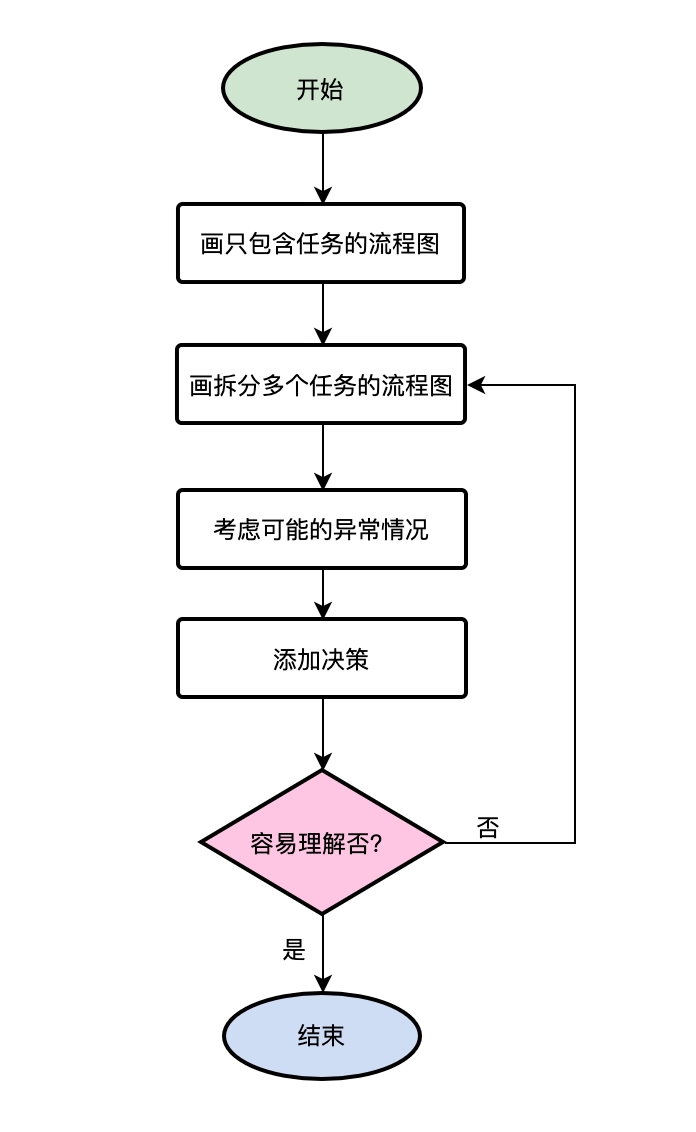 开始
画只包含任务的流程图
画拆分多个任务的流程图
考虑可能的异常情况
添加决策
容易理解否?
否
是
结束